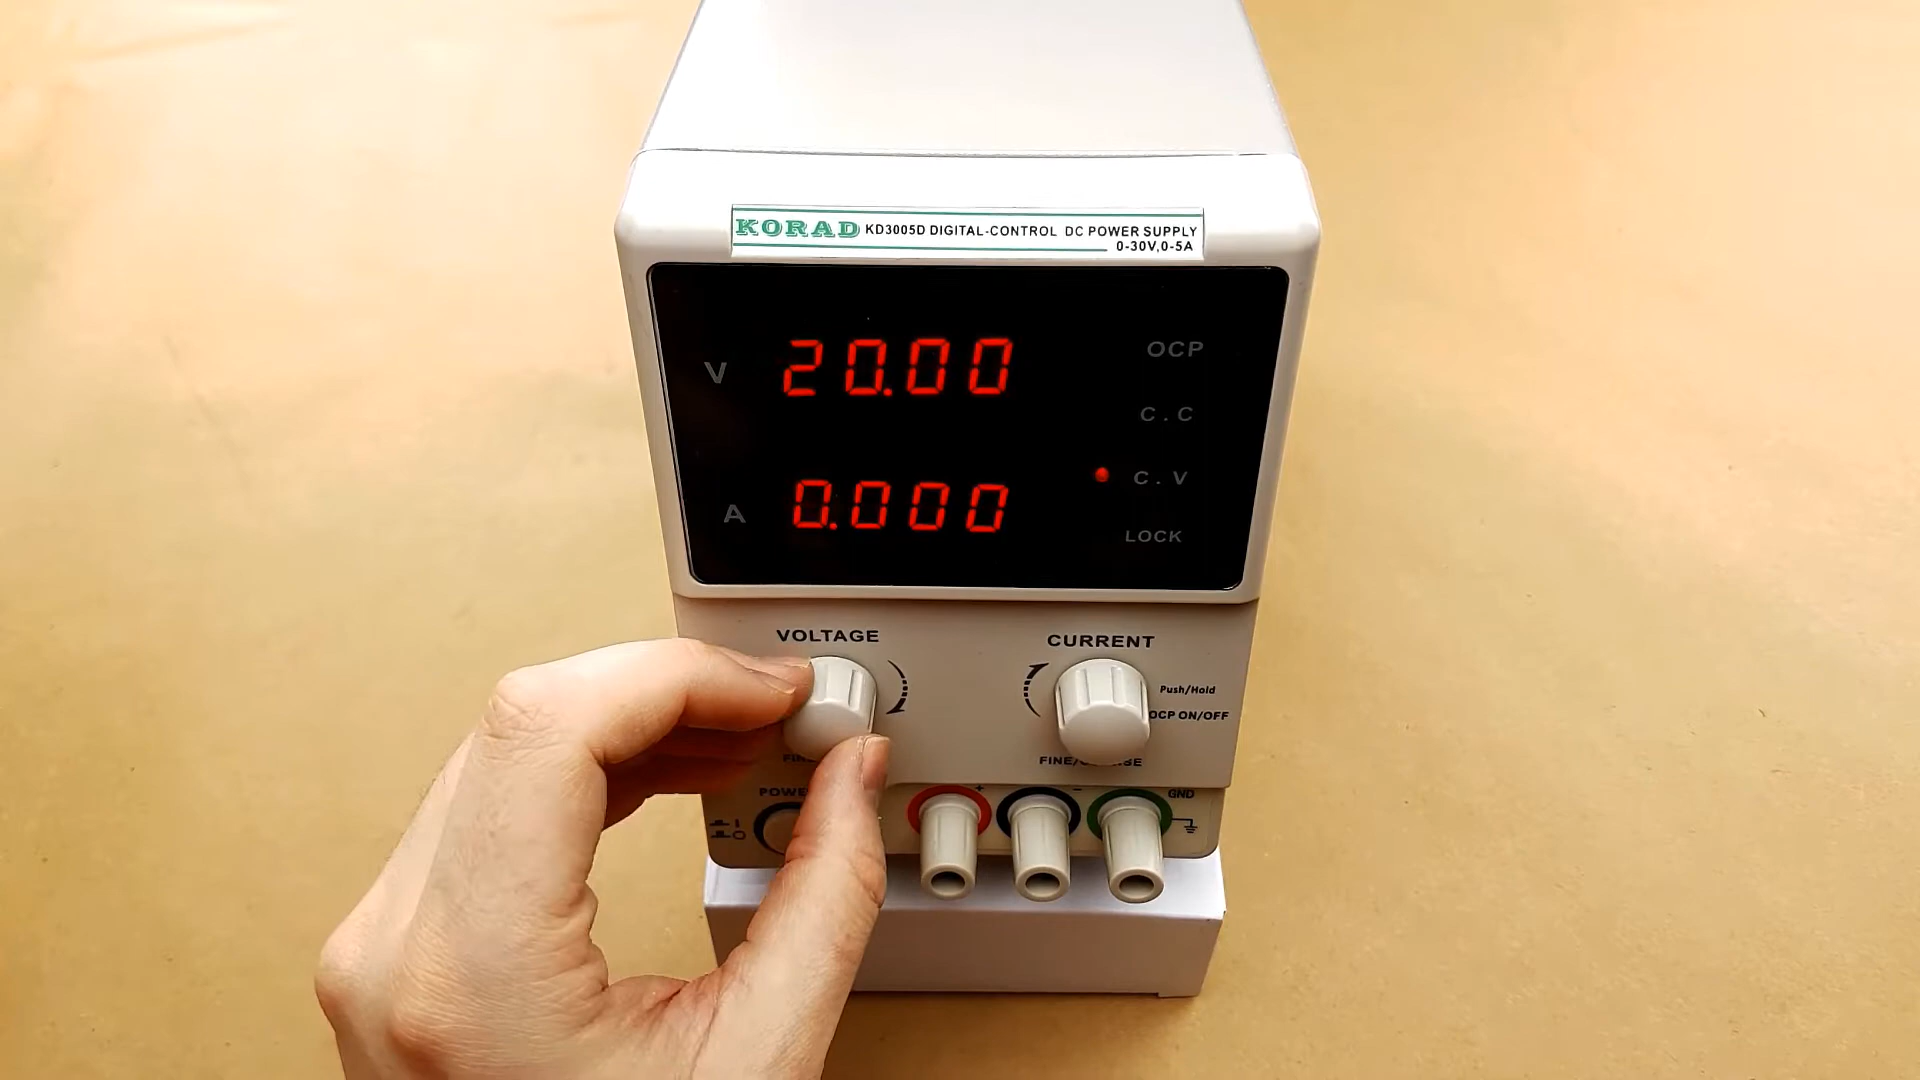 KORAD KD3005D DIGITAL-CONTROL DC POWER SUPPLY
0-30V,0-5A
V 20.00
OCP
C.C
C.V
A 0.000
LOCK
VOLTAGE
CURRENT
Push/Hold
OCP ON/OFF
GND
+
-
I
O